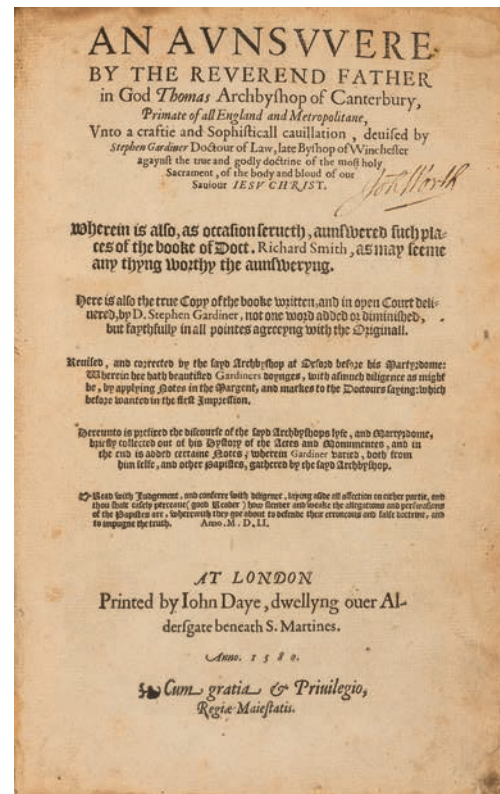 AN AVNSVVERE
BY THE REVEREND FATHER
in God Thomas Archbyſhop of Canterbury,
Primate of all England and Metropolitane,
Vnto a craftie and Sophiſticall cauillation , deuiſed by
Stephen Gardiner Doctour of Law, late Byſhop of Wincheſter
agaynſt the true and godly doctrine of the moſt holy
Sacrament , of the body and bloud of our
Sauiour IESV CHRIST.
Joh Worth
Wherein is alſo, as occaſion ſerueth, aunſwered ſuch pla-
ces of the booke of Doct. Richard Smith, as may ſeeme
any thyng worthy the aunſweryng.
Here is alſo the true Copy of the booke written, and in open Court deli-
uered, by D. Stephen Gardiner, not one word added or diminiſhed,
but faythfully in all pointes agreeyng with the Originall.
Reuiſed, and corrected by the ſayd Archbyſhop at Oxford before his Martyrdome:
Wherein hee hath beautified Gardiners doynges, with aſmuch diligence as might
be, by applying Notes in the Margent, and markes to the Doctours ſaying: which
before wanted in the firſt Impreſſion.
Hereunto is prefixed the diſcourſe of the ſayd Archbyſhops lyfe, and Martyrdome,
briefly collected out of his Hyſtory of the Actes and Monumentes, and in
the end is added certaine Notes, wherein Gardiner varied, both from
him ſelfe, and other Papiſtes, gathered by the ſayd Archbyſhop.
Read with Iudgement, and conferre with diligence, laying aſide all affection on either partie, and
thou ſhalt eaſely perceaue (good Reader) how ſlender and weake the allegations and perſwaſions
of the Papiſtes are, wherewith they goe about to defende their erroneous and falſe doctrine, and
to impugne the truth. Anno. M. D. LI.
AT LONDON
Printed by Iohn Daye, dwellyng ouer Al-
derſgate beneath S. Martines.
Anno. 1580.
Cum gratia & Priuilegio,
Regiæ Maieſtatis.